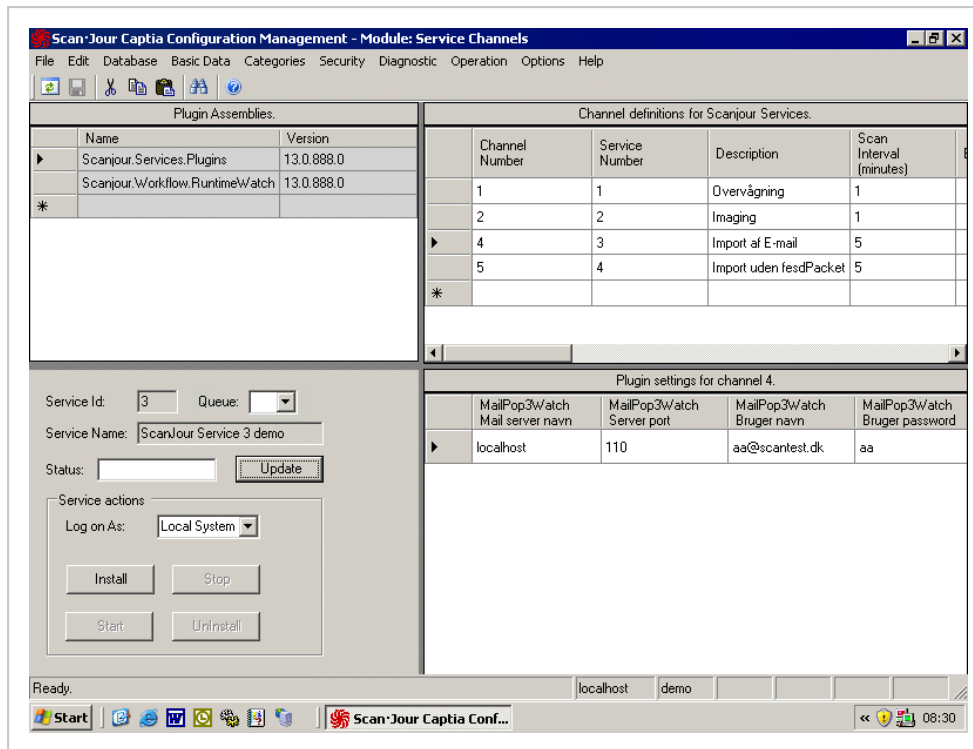 Scan·Jour Captia Configuration Management - Module: Service Channels
File Edit Database Basic Data Categories Security Diagnostic Operation Options Help
Plugin Assemblies.
Name Version
Scanjour.Services.Plugins 13.0.888.0
Scanjour.Workflow.RuntimeWatch 13.0.888.0
Channel definitions for Scanjour Services.
Channel Number Service Number Description Scan Interval (minutes)
1 1 Overvågning 1
2 2 Imaging 1
4 3 Import af E-mail 5
5 4 Import uden fesdPacket 5
Service Id: 3 Queue:
Service Name: ScanJour Service 3 demo
Status: Update
Service actions
Log on As: Local System
Install Stop
Start UnInstall
Plugin settings for channel 4.
MailPop3Watch Mail server navn MailPop3Watch Server port MailPop3Watch Bruger navn MailPop3Watch Bruger password
localhost 110 aa@scantest.dk aa
Ready. localhost demo
Start Scan·Jour Captia Conf... « 08:30